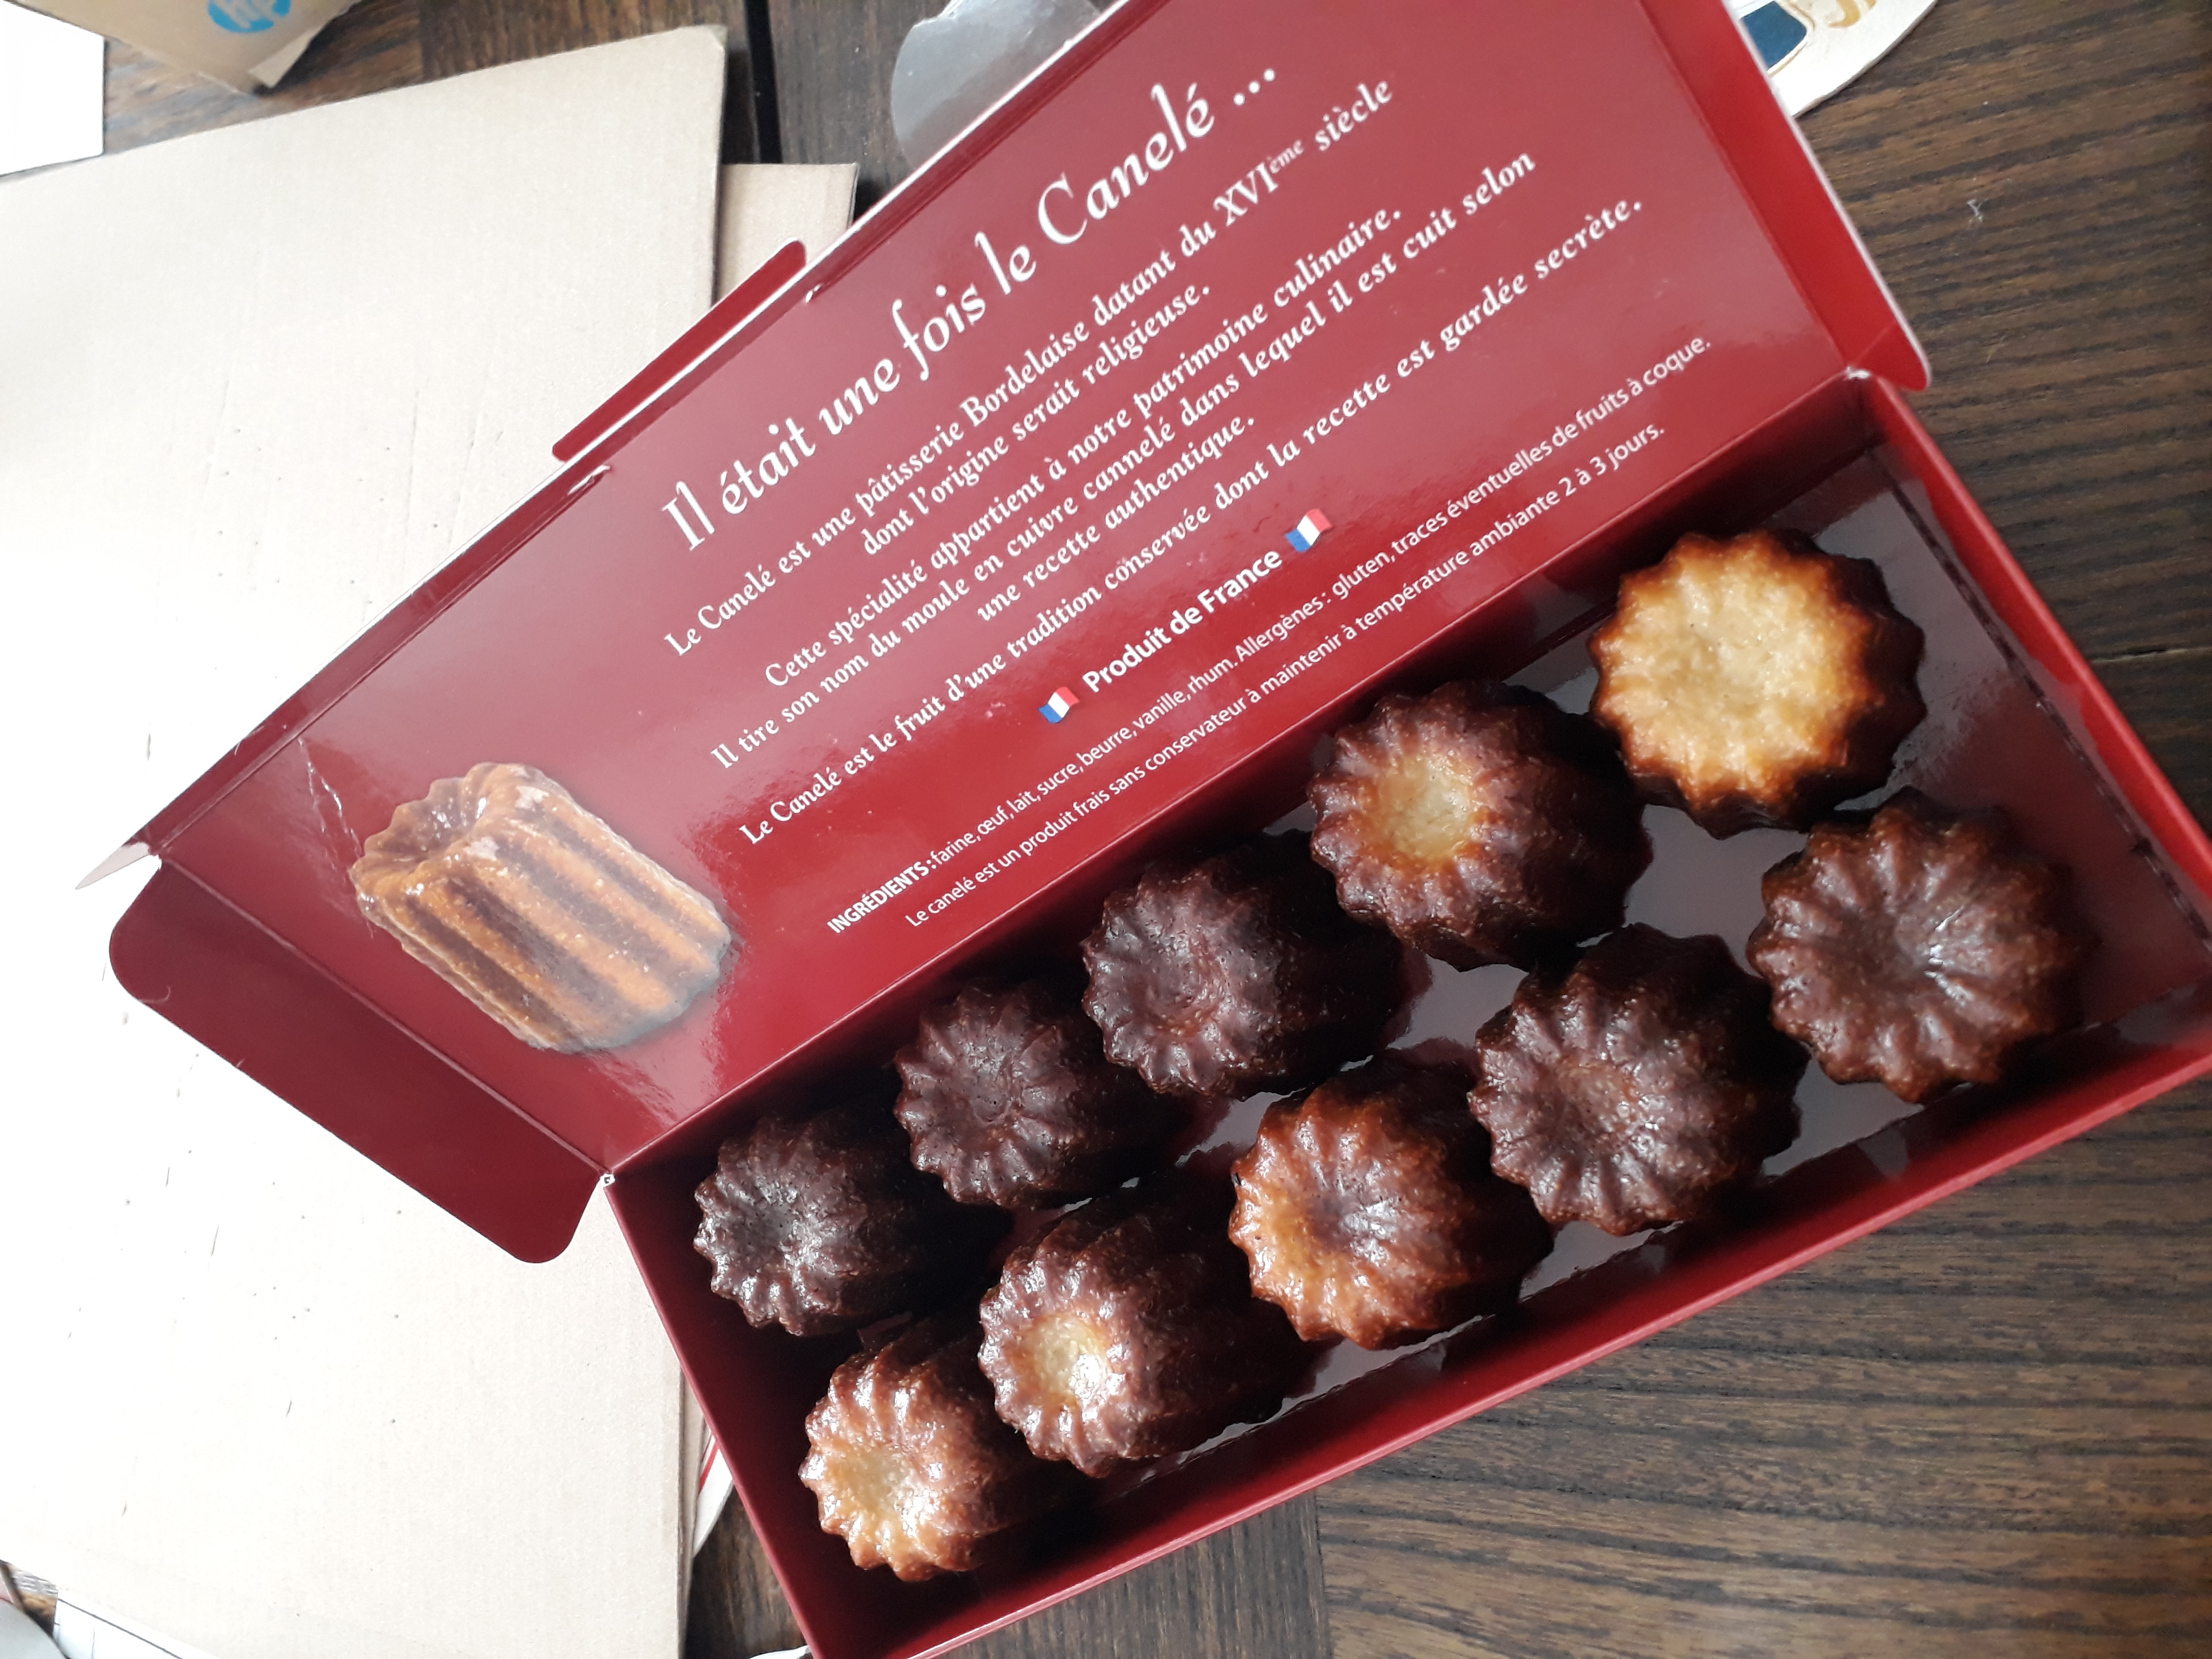 Il était une fois le Canelé ...
Le Canelé est une pâtisserie Bordelaise datant du XVIème siècle
dont l'origine serait religieuse.
Cette spécialité appartient à notre patrimoine culinaire.
Il tire son nom du moule en cuivre cannelé dans lequel il est cuit selon
une recette authentique.
Le Canelé est le fruit d'une tradition conservée dont la recette est gardée secrète.
Produit de France
INGRÉDIENTS : farine, œuf, lait, sucre, beurre, vanille, rhum. Allergènes : gluten, traces éventuelles de fruits à coque.
Le canelé est un produit frais sans conservateur à maintenir à température ambiante 2 à 3 jours.
hp